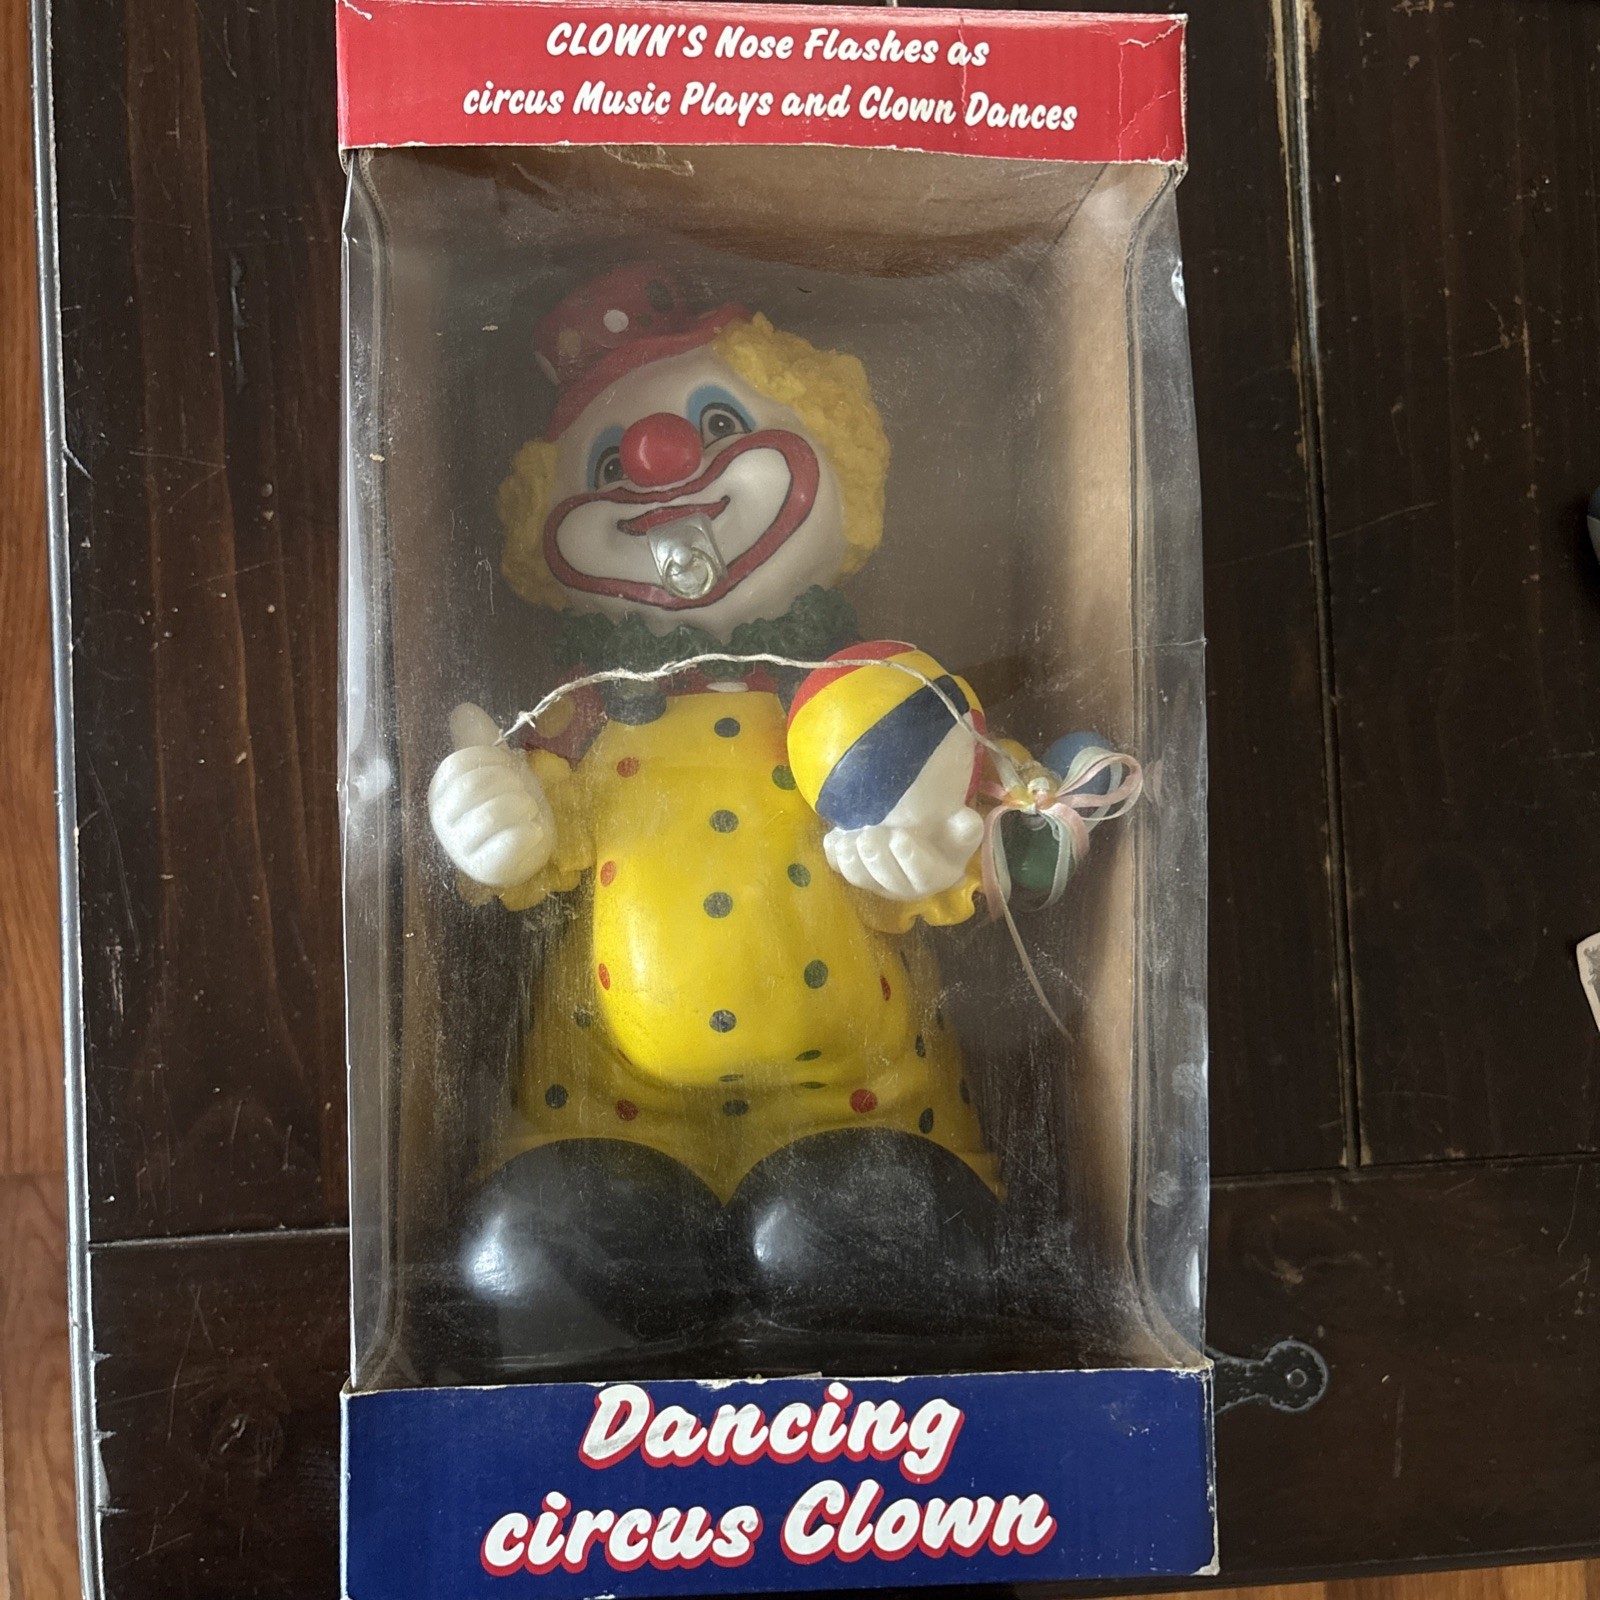 CLOWN'S Nose Flashes as
circus Music Plays and Clown Dances
Dancing
circus Clown